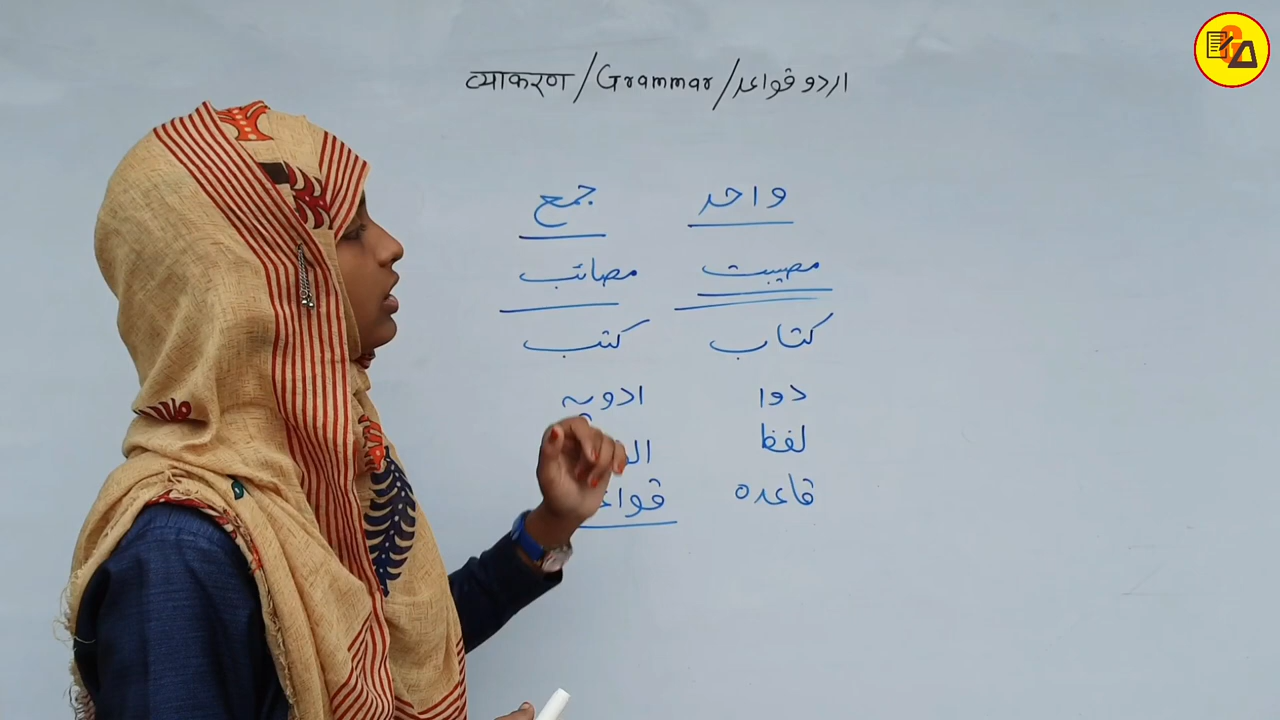 व्याकरण / Grammar / اردو قواعد
واحد جمع
مصیبت مصائب
کتاب کتب
دوا ادویہ
لفظ
قاعدہ